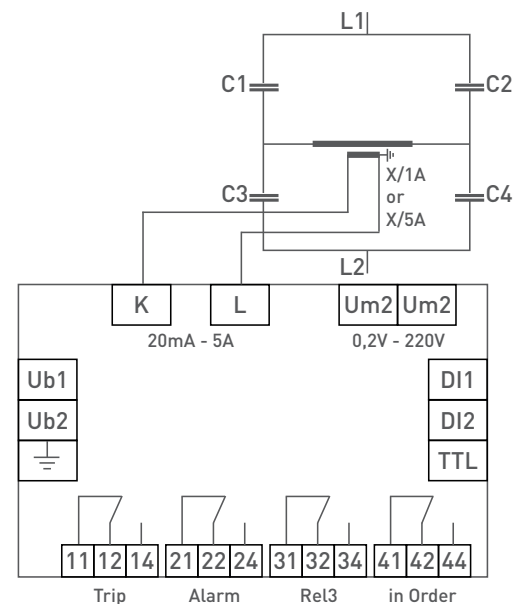 L1
C1
C2
X/1A
or
X/5A
C3
C4
L2
K
L
Um2
Um2
20mA - 5A
0,2V - 220V
Ub1
DI1
Ub2
DI2
TTL
11 12 14
21 22 24
31 32 34
41 42 44
Trip
Alarm
Rel3
in Order